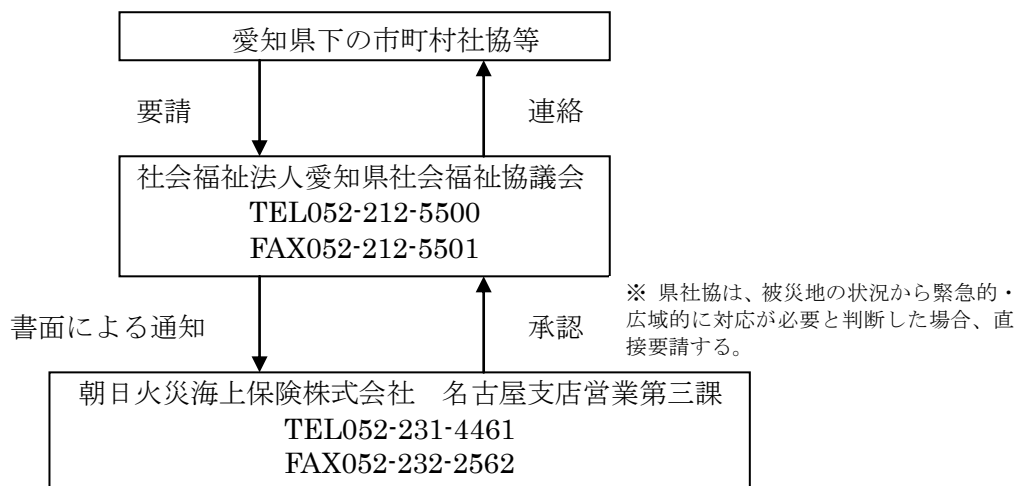 愛知県下の市町村社協等
要請
連絡
社会福祉法人愛知県社会福祉協議会
TEL052-212-5500
FAX052-212-5501
書面による通知
承認
※ 県社協は、被災地の状況から緊急的・
広域的に対応が必要と判断した場合、直
接要請する。
朝日火災海上保険株式会社　名古屋支店営業第三課
TEL052-231-4461
FAX052-232-2562